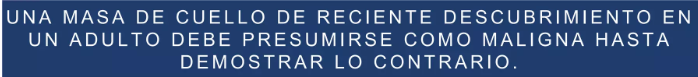 UNA MASA DE CUELLO DE RECIENTE DESCUBRIMIENTO EN
UN ADULTO DEBE PRESUMIRSE COMO MALIGNA HASTA
DEMOSTRAR LO CONTRARIO.